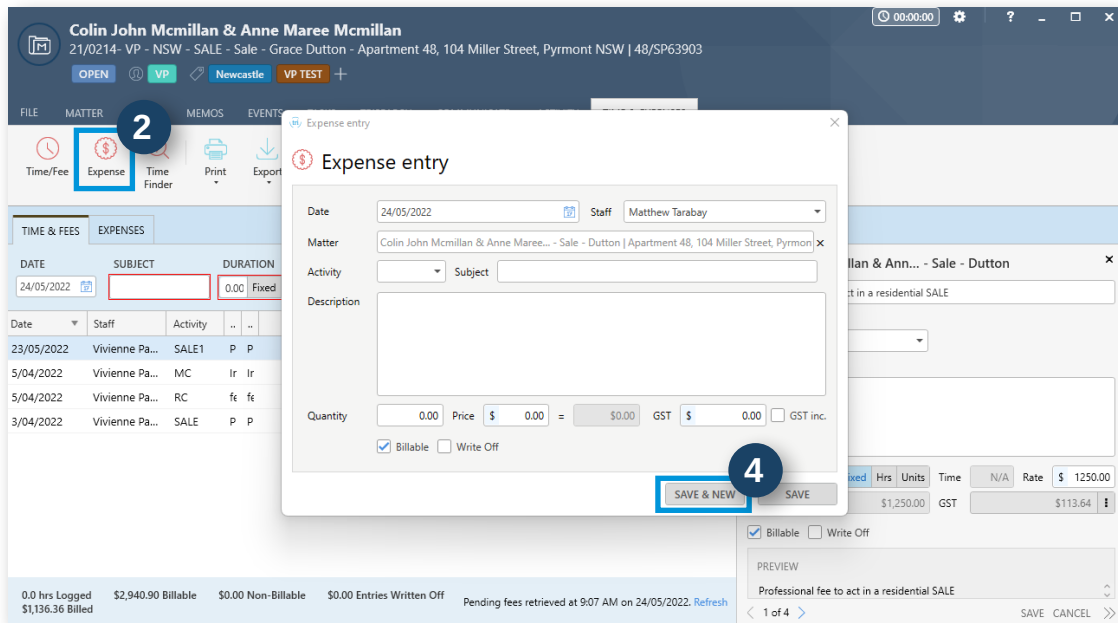 Colin John Mcmillan & Anne Maree Mcmillan
00:00:00
?
21/0214- VP - NSW - SALE - Sale - Grace Dutton - Apartment 48, 104 Miller Street, Pyrmont NSW | 48/SP63903
OPEN VP Newcastle VP TEST
FILE MATTER MEMOS EVENTS
2
Time/Fee Expense Time Finder Print Export
TIME & FEES EXPENSES
DATE SUBJECT DURATION
24/05/2022 0.00 Fixed
Date Staff Activity .. ..
23/05/2022 Vivienne Pa... SALE1 P P
5/04/2022 Vivienne Pa... MC Ir Ir
5/04/2022 Vivienne Pa... RC fe fe
3/04/2022 Vivienne Pa... SALE P P
Expense entry
Expense entry
Date 24/05/2022 Staff Matthew Tarabay
Matter Colin John Mcmillan & Anne Maree... - Sale - Dutton | Apartment 48, 104 Miller Street, Pyrmon
Activity Subject
Description
Quantity 0.00 Price $ 0.00 = $0.00 GST $ 0.00 GST inc.
Billable Write Off
4
SAVE & NEW SAVE
llan & Ann... - Sale - Dutton
ct in a residential SALE
ixed Hrs Units Time N/A Rate $ 1250.00
$1,250.00 GST $113.64
Billable Write Off
PREVIEW
Professional fee to act in a residential SALE
1 of 4 SAVE CANCEL
0.0 hrs Logged $2,940.90 Billable $0.00 Non-Billable $0.00 Entries Written Off
$1,136.36 Billed
Pending fees retrieved at 9:07 AM on 24/05/2022. Refresh